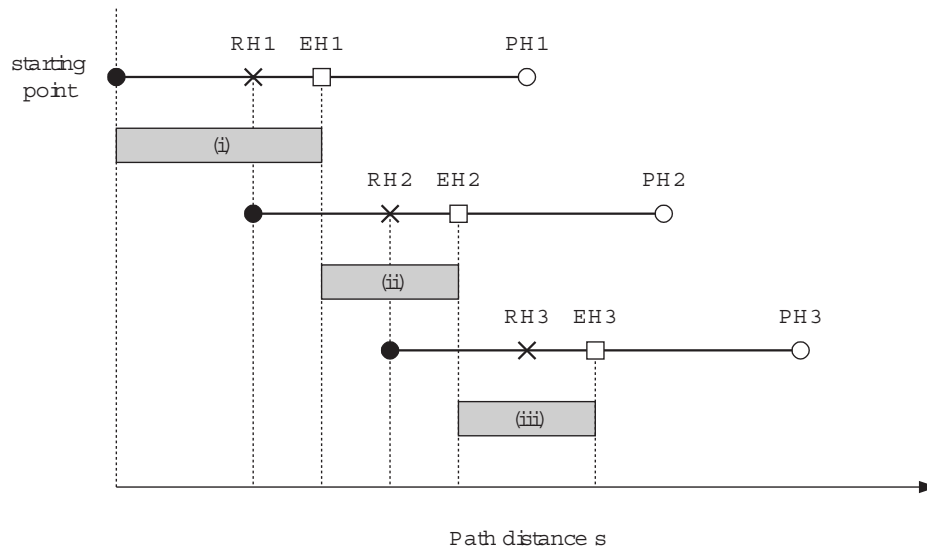 RH1 EH1 PH1
starting
point
(i)
RH2 EH2 PH2
(ii)
RH3 EH3 PH3
(iii)
Path distance s